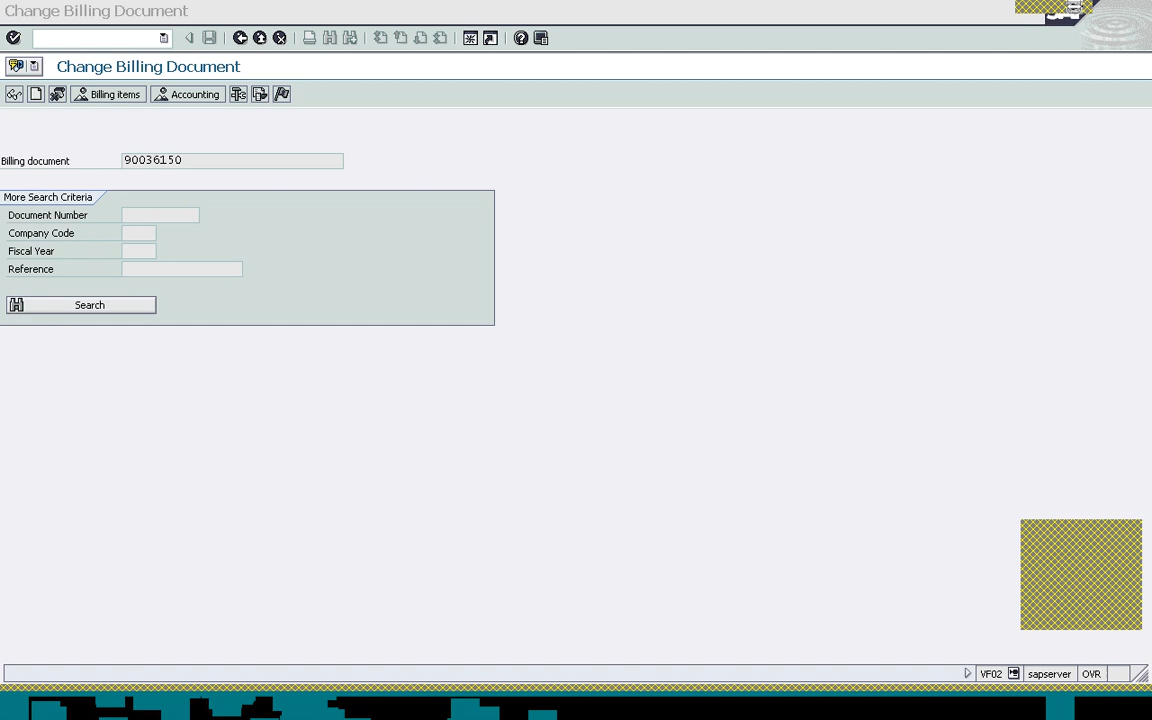 Change Billing Document
Change Billing Document
Billing items
Accounting
Billing document 90036150
More Search Criteria
Document Number
Company Code
Fiscal Year
Reference
Search
VF02 sapserver OVR